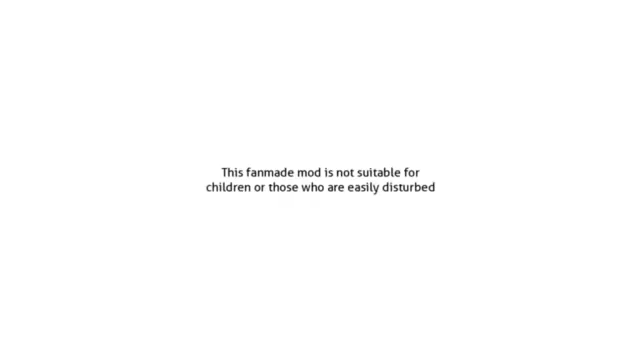 This fanmade mod is not suitable for
children or those who are easily disturbed